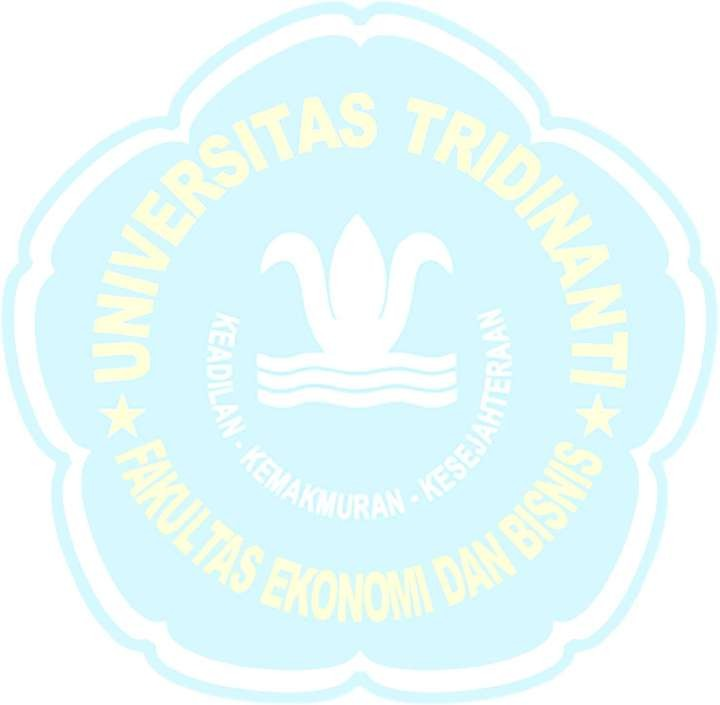 UNIVERSITAS TRIDINANTI
KEADILAN - KEMAKMURAN - KESEJAHTERAAN
FAKULTAS EKONOMI DAN BISNIS